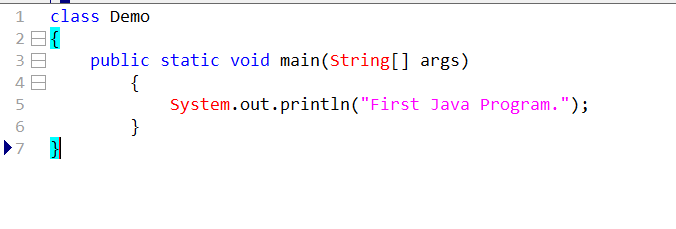 1 class Demo
2 {
3 public static void main(String[] args)
4 {
5 System.out.println("First Java Program.");
6 }
7 }